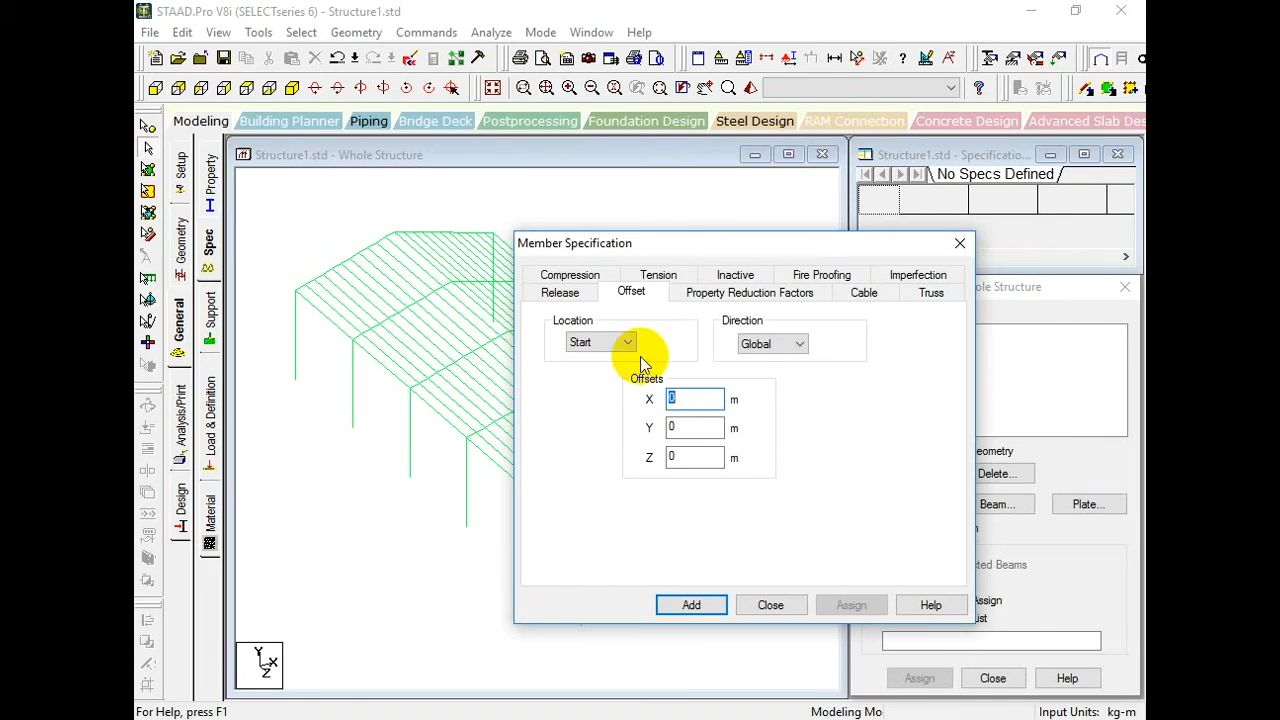 STAAD.Pro V8i (SELECTseries 6) - Structure1.std
File Edit View Tools Select Geometry Commands Analyze Mode Window Help
Modeling Building Planner Piping Bridge Deck Postprocessing Foundation Design Steel Design RAM Connection Concrete Design Advanced Slab Des
Structure1.std - Whole Structure
Structure1.std - Specificatio...
No Specs Defined
Setup
Geometry
General
Analysis/Print
Design
Property
Spec
Support
Load & Definition
Material
Member Specification
Compression Tension Inactive Fire Proofing Imperfection
Release Offset Property Reduction Factors Cable Truss
Location
Start
Direction
Global
Offsets
X 0 m
Y 0 m
Z 0 m
Add Close Assign Help
Whole Structure
eometry
Delete...
Beam... Plate...
cted Beams
Assign
ist
Assign Close Help
Y
X
Z
For Help, press F1
Modeling Mo
Input Units: kg-m